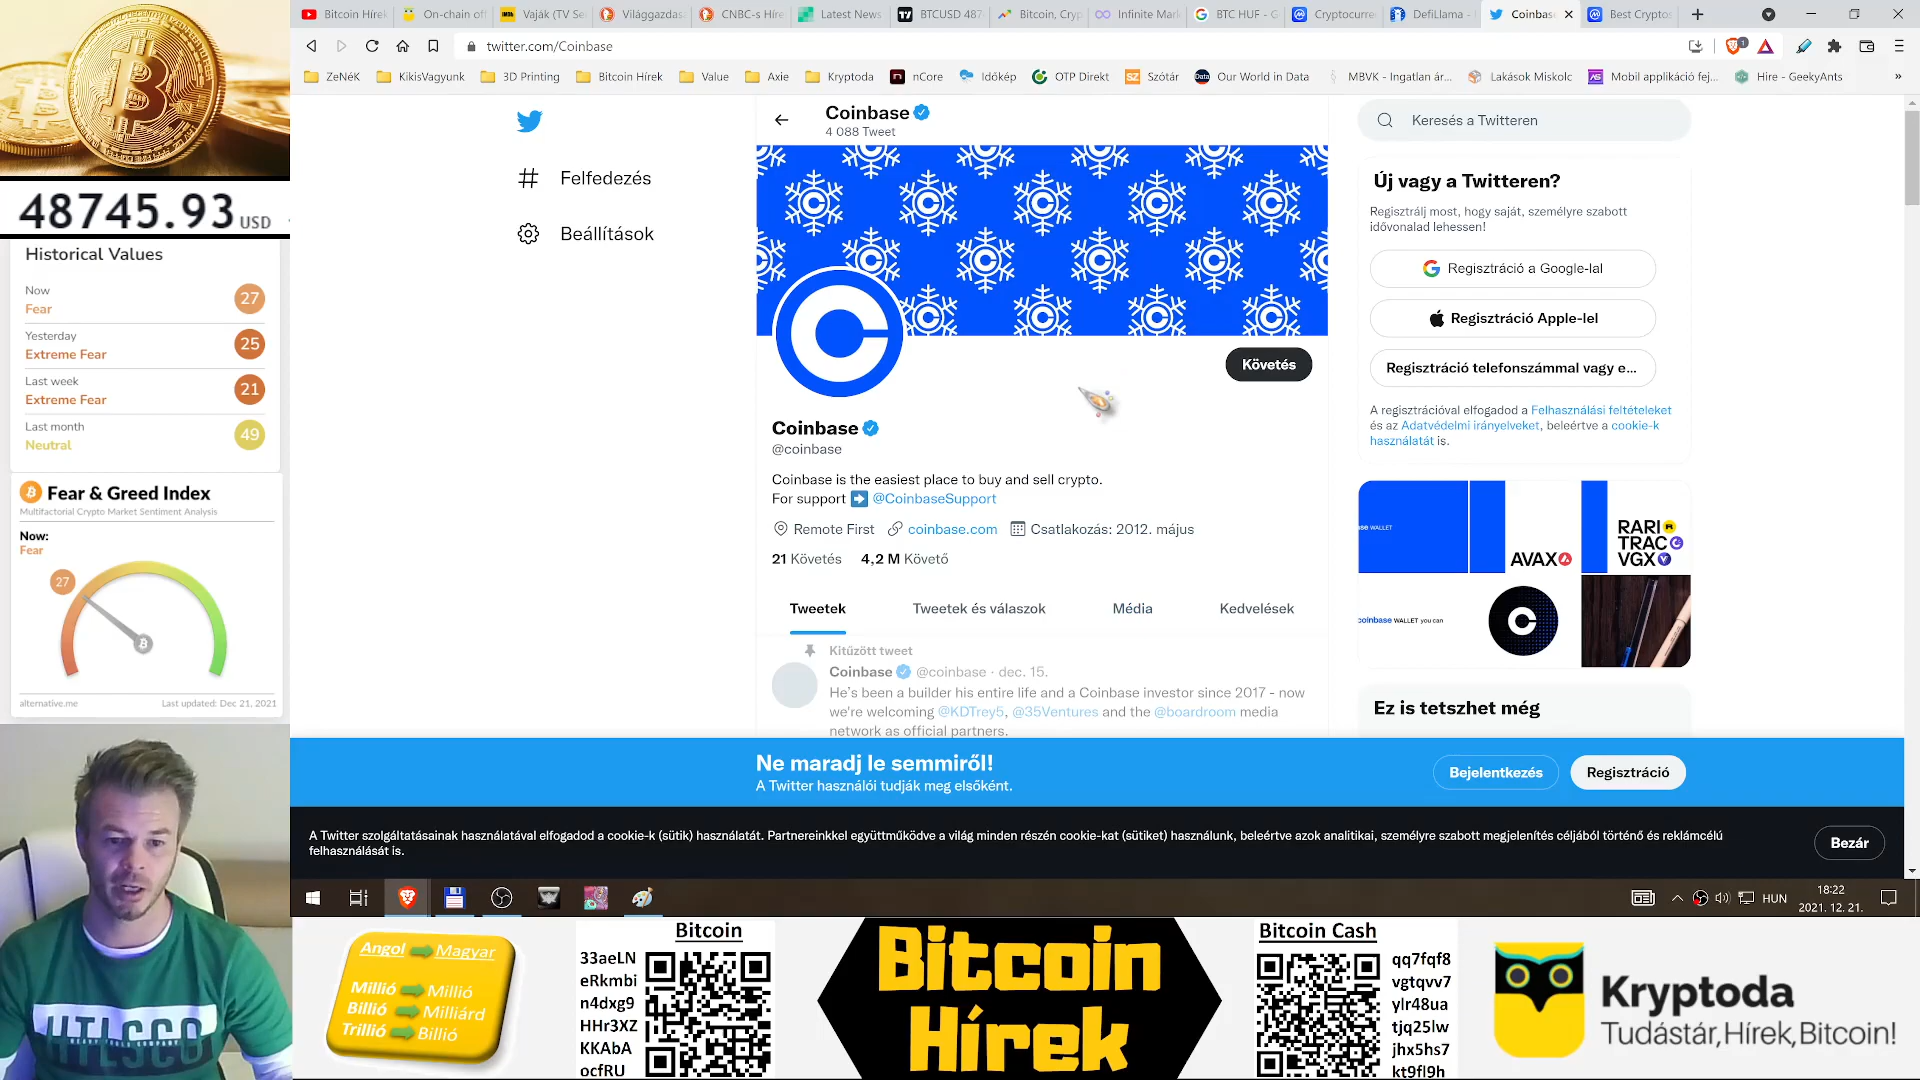 Bitcoin Hírek
On-chain off
Vaják (TV Se
Világgazdas
CNBC-s Híre
Latest News
BTCUSD 487
Bitcoin, Cryp
Infinite Mark
BTC HUF - G
Cryptocurre
DefiLlama -
Coinbas
Best Cryptos
twitter.com/Coinbase
ZeNéK
KikisVagyunk
3D Printing
Bitcoin Hírek
Value
Axie
Kryptoda
nCore
Időkép
OTP Direkt
Szótár
Our World in Data
MBVK - Ingatlan ár...
Lakások Miskolc
Mobil applikáció fej...
Hire - GeekyAnts
48745.93 USD
Historical Values
Now
Fear
27
Yesterday
Extreme Fear
25
Last week
Extreme Fear
21
Last month
Neutral
49
Fear & Greed Index
Multifactorial Crypto Market Sentiment Analysis
Now:
Fear
27
alternative.me
Last updated: Dec 21, 2021
Felfedezés
Beállítások
Coinbase
4 088 Tweet
Követés
Coinbase
@coinbase
Coinbase is the easiest place to buy and sell crypto.
For support ➡ @CoinbaseSupport
Remote First coinbase.com Csatlakozás: 2012. május
21 Követés 4,2 M Követő
Tweetek
Tweetek és válaszok
Média
Kedvelések
Kitűzött tweet
Coinbase @coinbase · dec. 15.
He's been a builder his entire life and a Coinbase investor since 2017 - now
we're welcoming @KDTrey5, @35Ventures and the @boardroom media
network as official partners.
Keresés a Twitteren
Új vagy a Twitteren?
Regisztrálj most, hogy saját, személyre szabott
idővonalad lehessen!
Regisztráció a Google-lal
Regisztráció Apple-lel
Regisztráció telefonszámmal vagy e...
A regisztrációval elfogadod a Felhasználási feltételeket
és az Adatvédelmi irányelveket, beleértve a cookie-k
használatát is.
WALLET
AVAX
RARI
TRAC
VGX
coinbase WALLET you can
Ez is tetszhet még
Ne maradj le semmiről!
A Twitter használói tudják meg elsőként.
Bejelentkezés
Regisztráció
A Twitter szolgáltatásainak használatával elfogadod a cookie-k (sütik) használatát. Partnereinkkel együttműködve a világ minden részén cookie-kat (sütiket) használunk, beleértve azok analitikai, személyre szabott megjelenítés céljából történő és reklámcélú
felhasználását is.
Bezár
HUN
18:22
2021. 12. 21.
Angol Magyar
Millió Millió
Billió Milliárd
Trillió Billió
Bitcoin
33aeLN
eRkmbi
n4dxg9
HHr3XZ
KKAbA
ocfRU
Bitcoin
Hírek
Bitcoin Cash
qq7fqf8
vgtqvv7
ylr48ua
tjq25lw
jhx5hs7
kt9fl9h
Kryptoda
Tudástár,Hírek,Bitcoin!